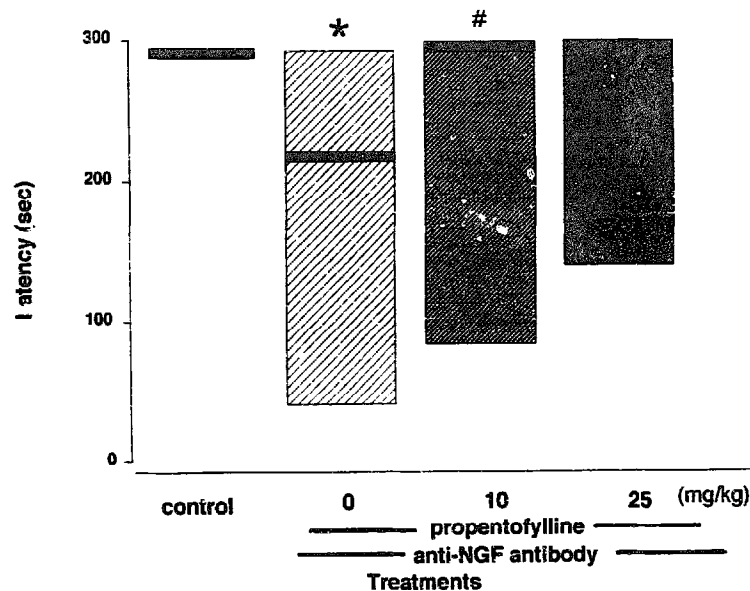 * #
300
200
100
0
Latency (sec)
control 0 10 25 (mg/kg)
propentofylline
anti-NGF antibody
Treatments